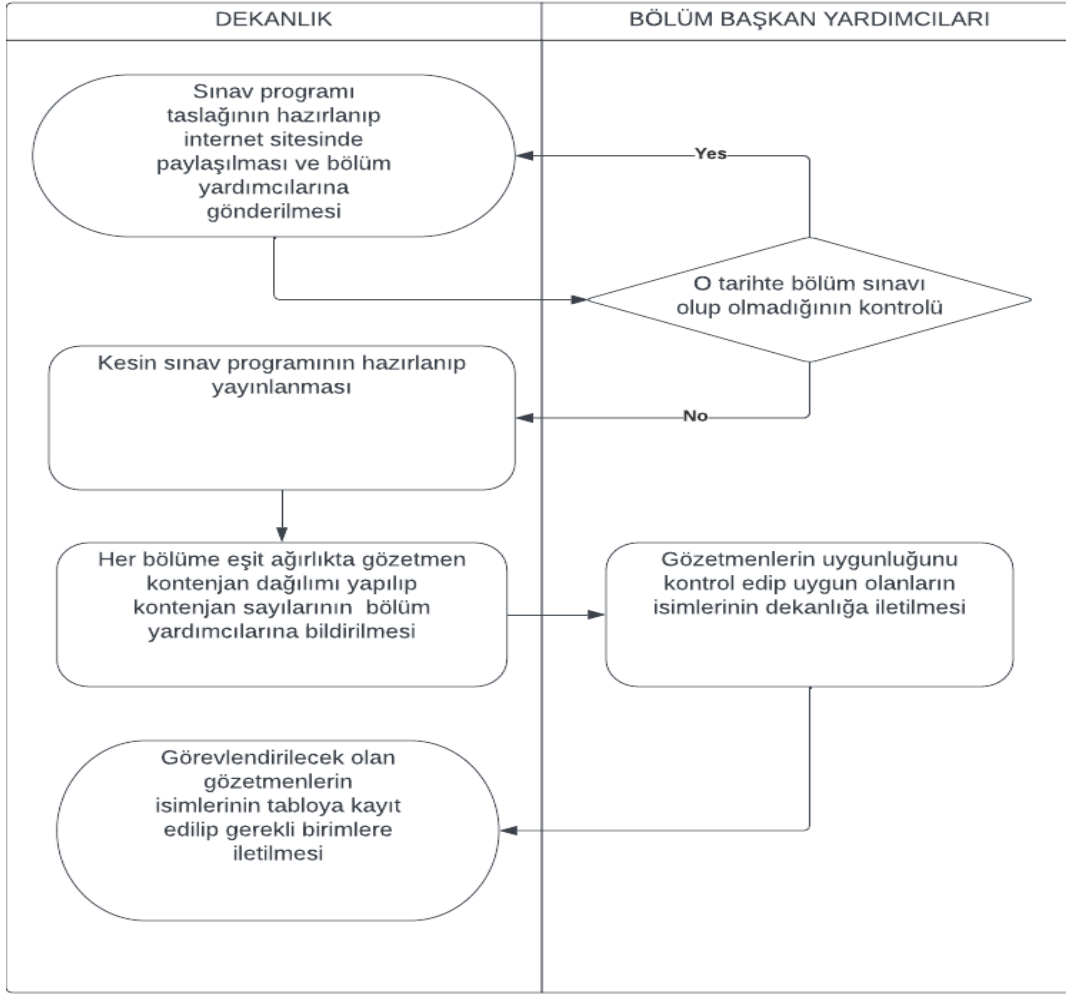 DEKANLIK
BÖLÜM BAŞKAN YARDIMCILARI
Sınav programı
taslağının hazırlanıp
internet sitesinde
paylaşılması ve bölüm
yardımcılarına
gönderilmesi
Yes
O tarihte bölüm sınavı
olup olmadığının kontrolü
Kesin sınav programının hazırlanıp
yayınlanması
No
Her bölüme eşit ağırlıkta gözetmen
kontenjan dağılımı yapılıp
kontenjan sayılarının bölüm
yardımcılarına bildirilmesi
Gözetmenlerin uygunluğunu
kontrol edip uygun olanların
isimlerinin dekanlığa iletilmesi
Görevlendirilecek olan
gözetmenlerin
isimlerinin tabloya kayıt
edilip gerekli birimlere
iletilmesi